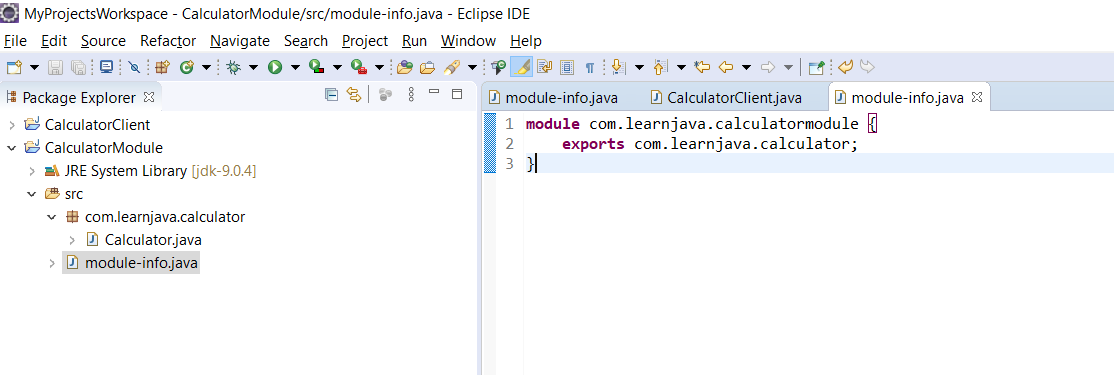 MyProjectsWorkspace - CalculatorModule/src/module-info.java - Eclipse IDE
File Edit Source Refactor Navigate Search Project Run Window Help
Package Explorer
module-info.java CalculatorClient.java module-info.java
CalculatorClient
CalculatorModule
JRE System Library [jdk-9.0.4]
src
com.learnjava.calculator
Calculator.java
module-info.java
1 module com.learnjava.calculatormodule {
2 exports com.learnjava.calculator;
3 }